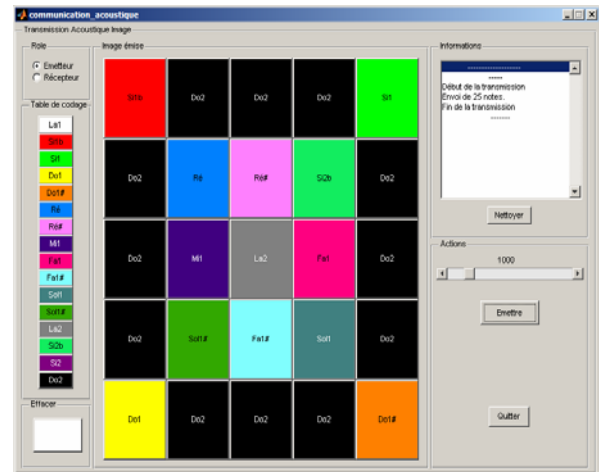 communication_acoustique
Transmission Acoustique Image
Role
Emetteur
Récepteur
Table de codage
La1
Si1b
Si1
Do1
Do1#
Ré
Ré#
Mi1
Fa1
Fa1#
Sol1
Sol1#
La2
Si2b
Si2
Do2
Effacer
Image émise
Si1b Do2 Do2 Do2 Si1
Do2 Ré Ré# Si2b Do2
Do2 Mi1 La2 Fa1 Do2
Do2 Sol1# Fa1# Sol1 Do2
Do1 Do2 Do2 Do2 Do1#
Informations
--------------------
-----
Début de la transmission
Envoi de 25 notes.
Fin de la transmission
-------
Nettoyer
Actions
1000
Emettre
Quitter